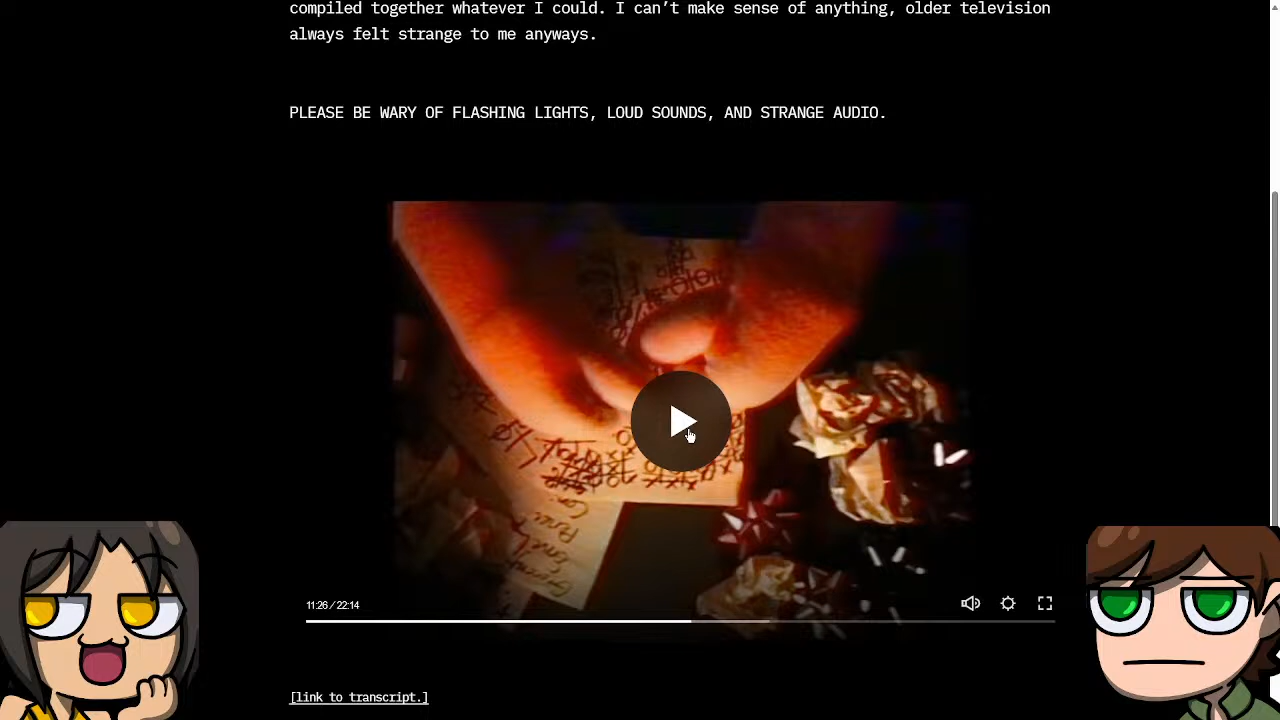 compiled together whatever I could. I can’t make sense of anything, older television
always felt strange to me anyways.
PLEASE BE WARY OF FLASHING LIGHTS, LOUD SOUNDS, AND STRANGE AUDIO.
11:26 / 22:14
[link to transcript.]